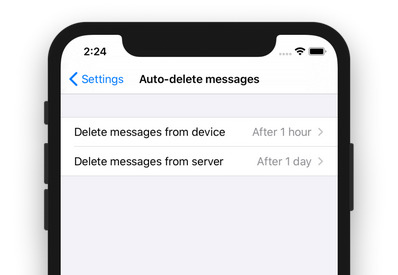 2:24
Settings Auto-delete messages
Delete messages from device After 1 hour
Delete messages from server After 1 day